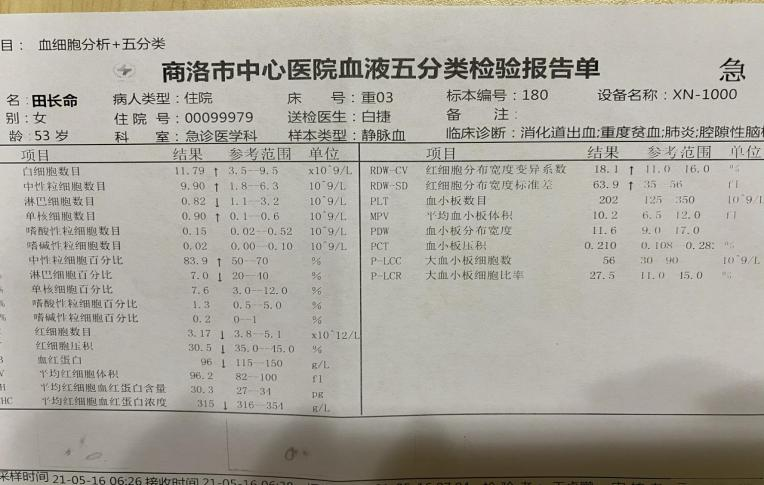 目： 血细胞分析+五分类
商洛市中心医院血液五分类检验报告单 急
名：田长命 病人类型：住院 床 号：重03 标本编号：180 设备名称：XN-1000
别：女 住 院 号：00099979 送检医生：白捷 备 注：
龄：53 岁 科 室：急诊医学科 样本类型：静脉血 临床诊断：消化道出血;重度贫血;肺炎;腔隙性脑
项目 结果 参考范围 单位 项目 结果 参考范围 单位
白细胞数目 11.79 ↑ 3.5--9.5 x10^9/L RDW-CV 红细胞分布宽度变异系数 18.1 ↑ 11.0 16.0 %
中性粒细胞数目 9.90 ↑ 1.8--6.3 10^9/L RDW-SD 红细胞分布宽度标准差 63.9 ↑ 35 56 fl
淋巴细胞数目 0.82 ↓ 1.1--3.2 10^9/L PLT 血小板数目 202 125 350 10^9/L
单核细胞数目 0.90 ↑ 0.1--0.6 10^9/L MPV 平均血小板体积 10.2 6.5 12.0 fl
嗜酸性粒细胞数目 0.15 0.02--0.52 10^9/L PDW 血小板分布宽度 11.6 9.0 17.0
嗜碱性粒细胞数目 0.02 0.00--0.10 10^9/L PCT 血小板压积 0.210 0.108--0.28: %
中性粒细胞百分比 83.9 ↑ 50--70 % P-LCC 大血小板细胞数 56 30 90 10^9/L
% 淋巴细胞百分比 7.0 ↓ 20--40 % P-LCR 大血小板细胞比率 27.5 11.0 45.0 %
% 单核细胞百分比 7.6 3.0--12.0 %
% 嗜酸性粒细胞百分比 1.3 0.5--5.0 %
% 嗜碱性粒细胞百分比 0.2 0--1 %
红细胞数目 3.17 ↓ 3.8--5.1 x10^12/L
红细胞压积 30.5 ↓ 35.0--45.0 %
B 血红蛋白 96 ↓ 115--150 g/L
V 平均红细胞体积 96.2 82--100 fl
H 平均红细胞血红蛋白含量 30.3 27--34 pg
HC 平均红细胞血红蛋白浓度 315 ↓ 316--354 g/L
采样时间 21-05-16 06:26 接收时间 21-05-16